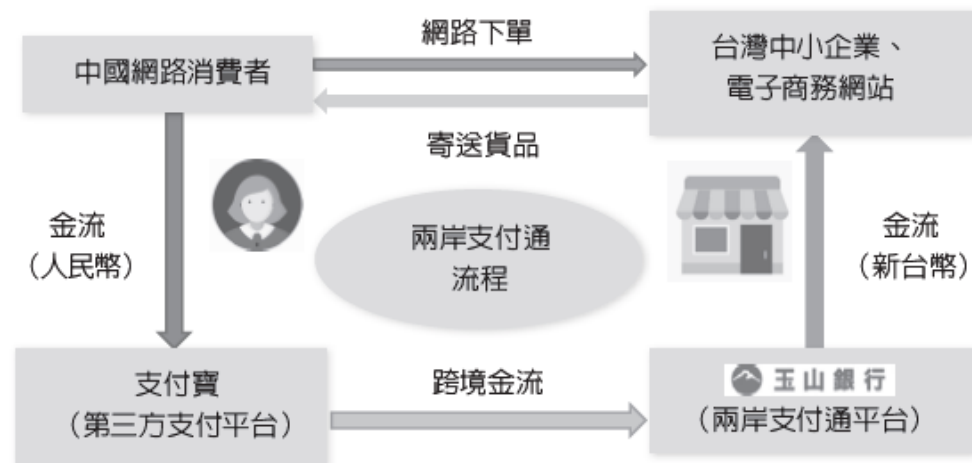 網路下單
中國網路消費者
台灣中小企業、
電子商務網站
寄送貨品
金流
（人民幣）
兩岸支付通
流程
金流
（新台幣）
支付寶
（第三方支付平台）
跨境金流
玉山銀行
（兩岸支付通平台）